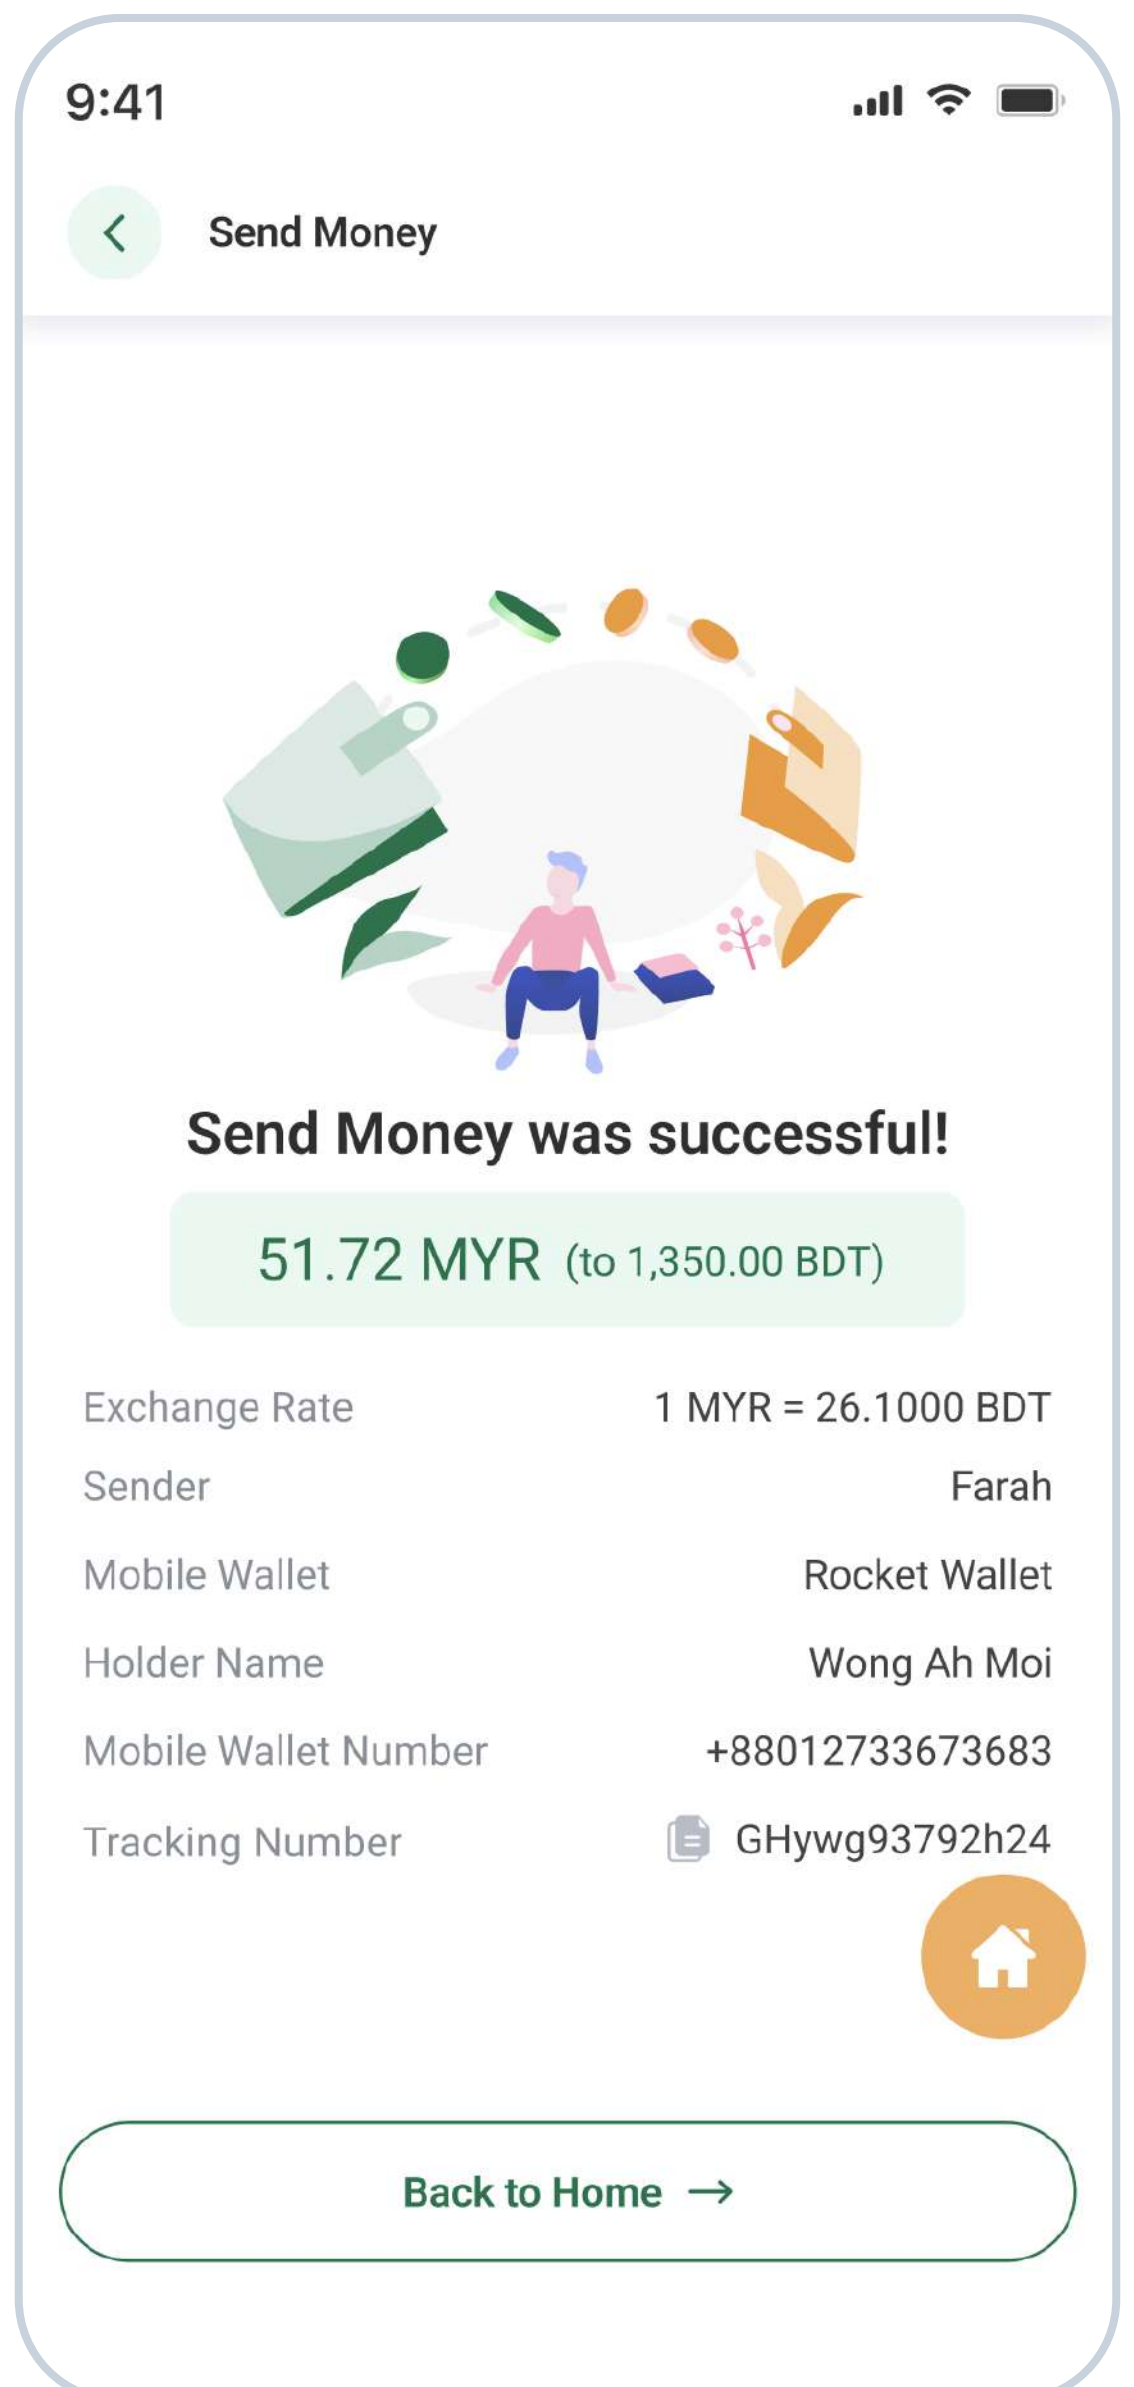 9:41
Send Money
Send Money was successful!
51.72 MYR (to 1,350.00 BDT)
Exchange Rate 1 MYR = 26.1000 BDT
Sender Farah
Mobile Wallet Rocket Wallet
Holder Name Wong Ah Moi
Mobile Wallet Number +88012733673683
Tracking Number GHywg93792h24
Back to Home →